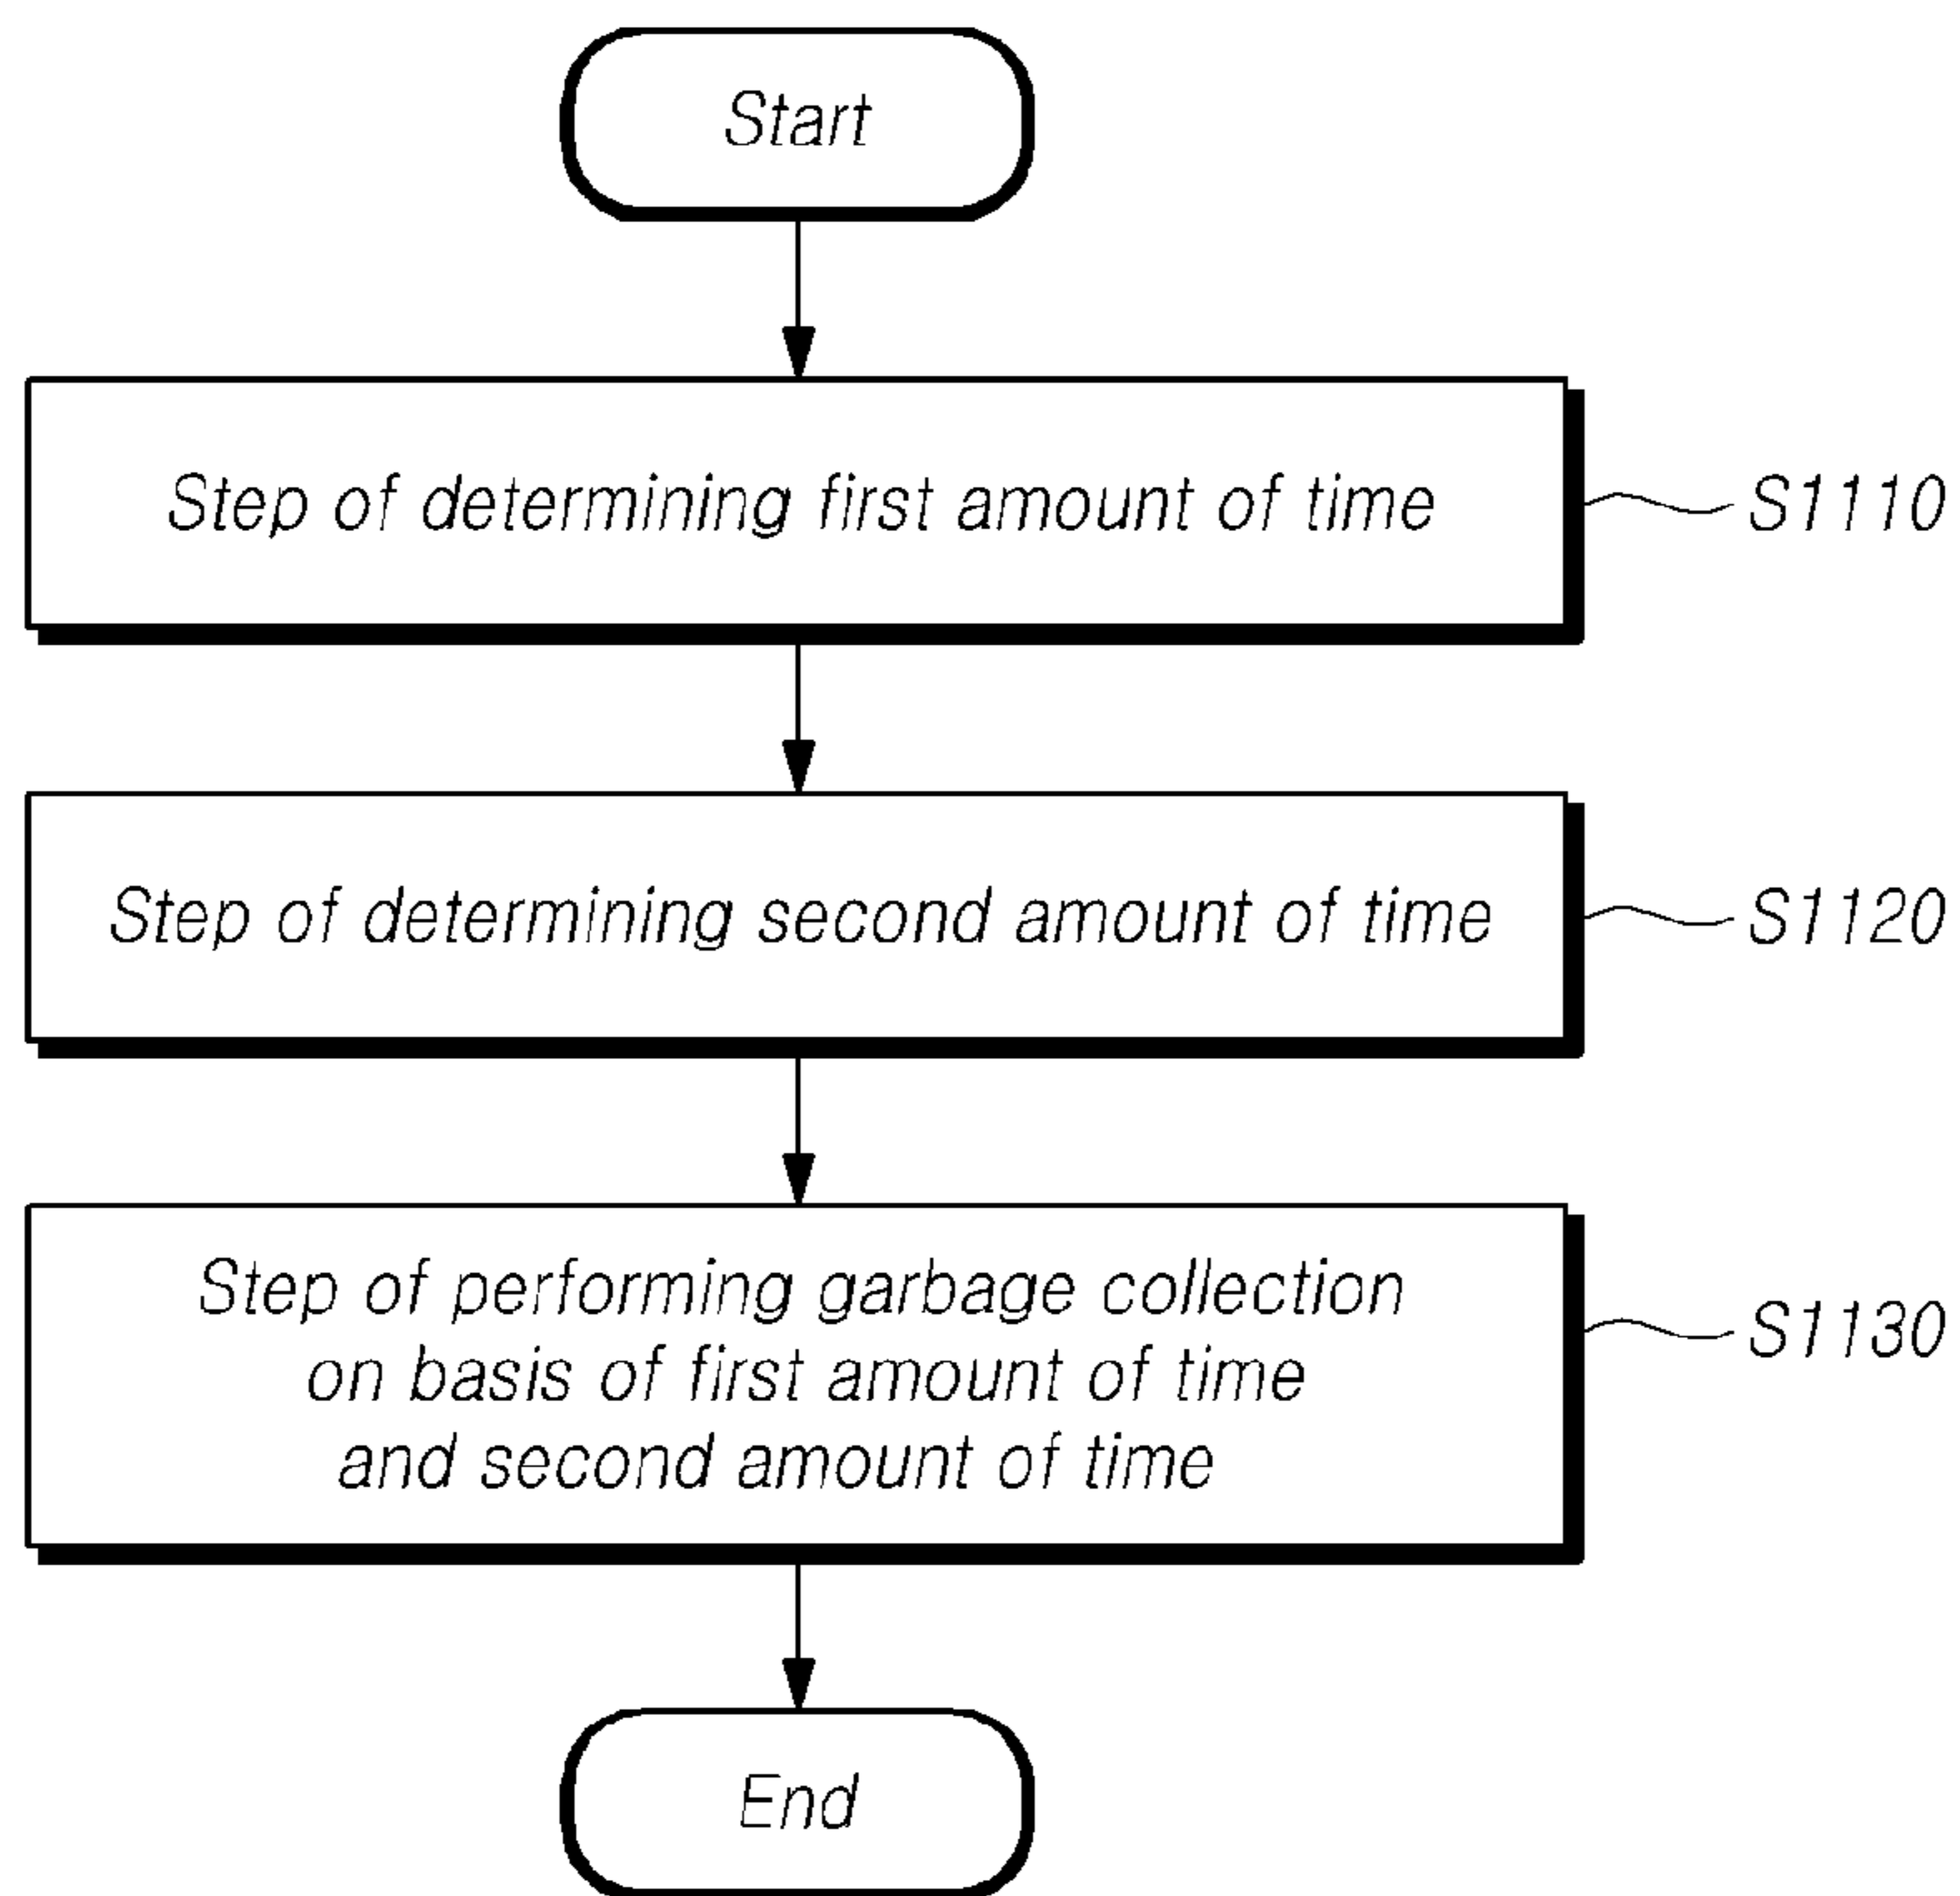 Start
Step of determining first amount of time
S1110
Step of determining second amount of time
S1120
Step of performing garbage collection
on basis of first amount of time
and second amount of time
S1130
End